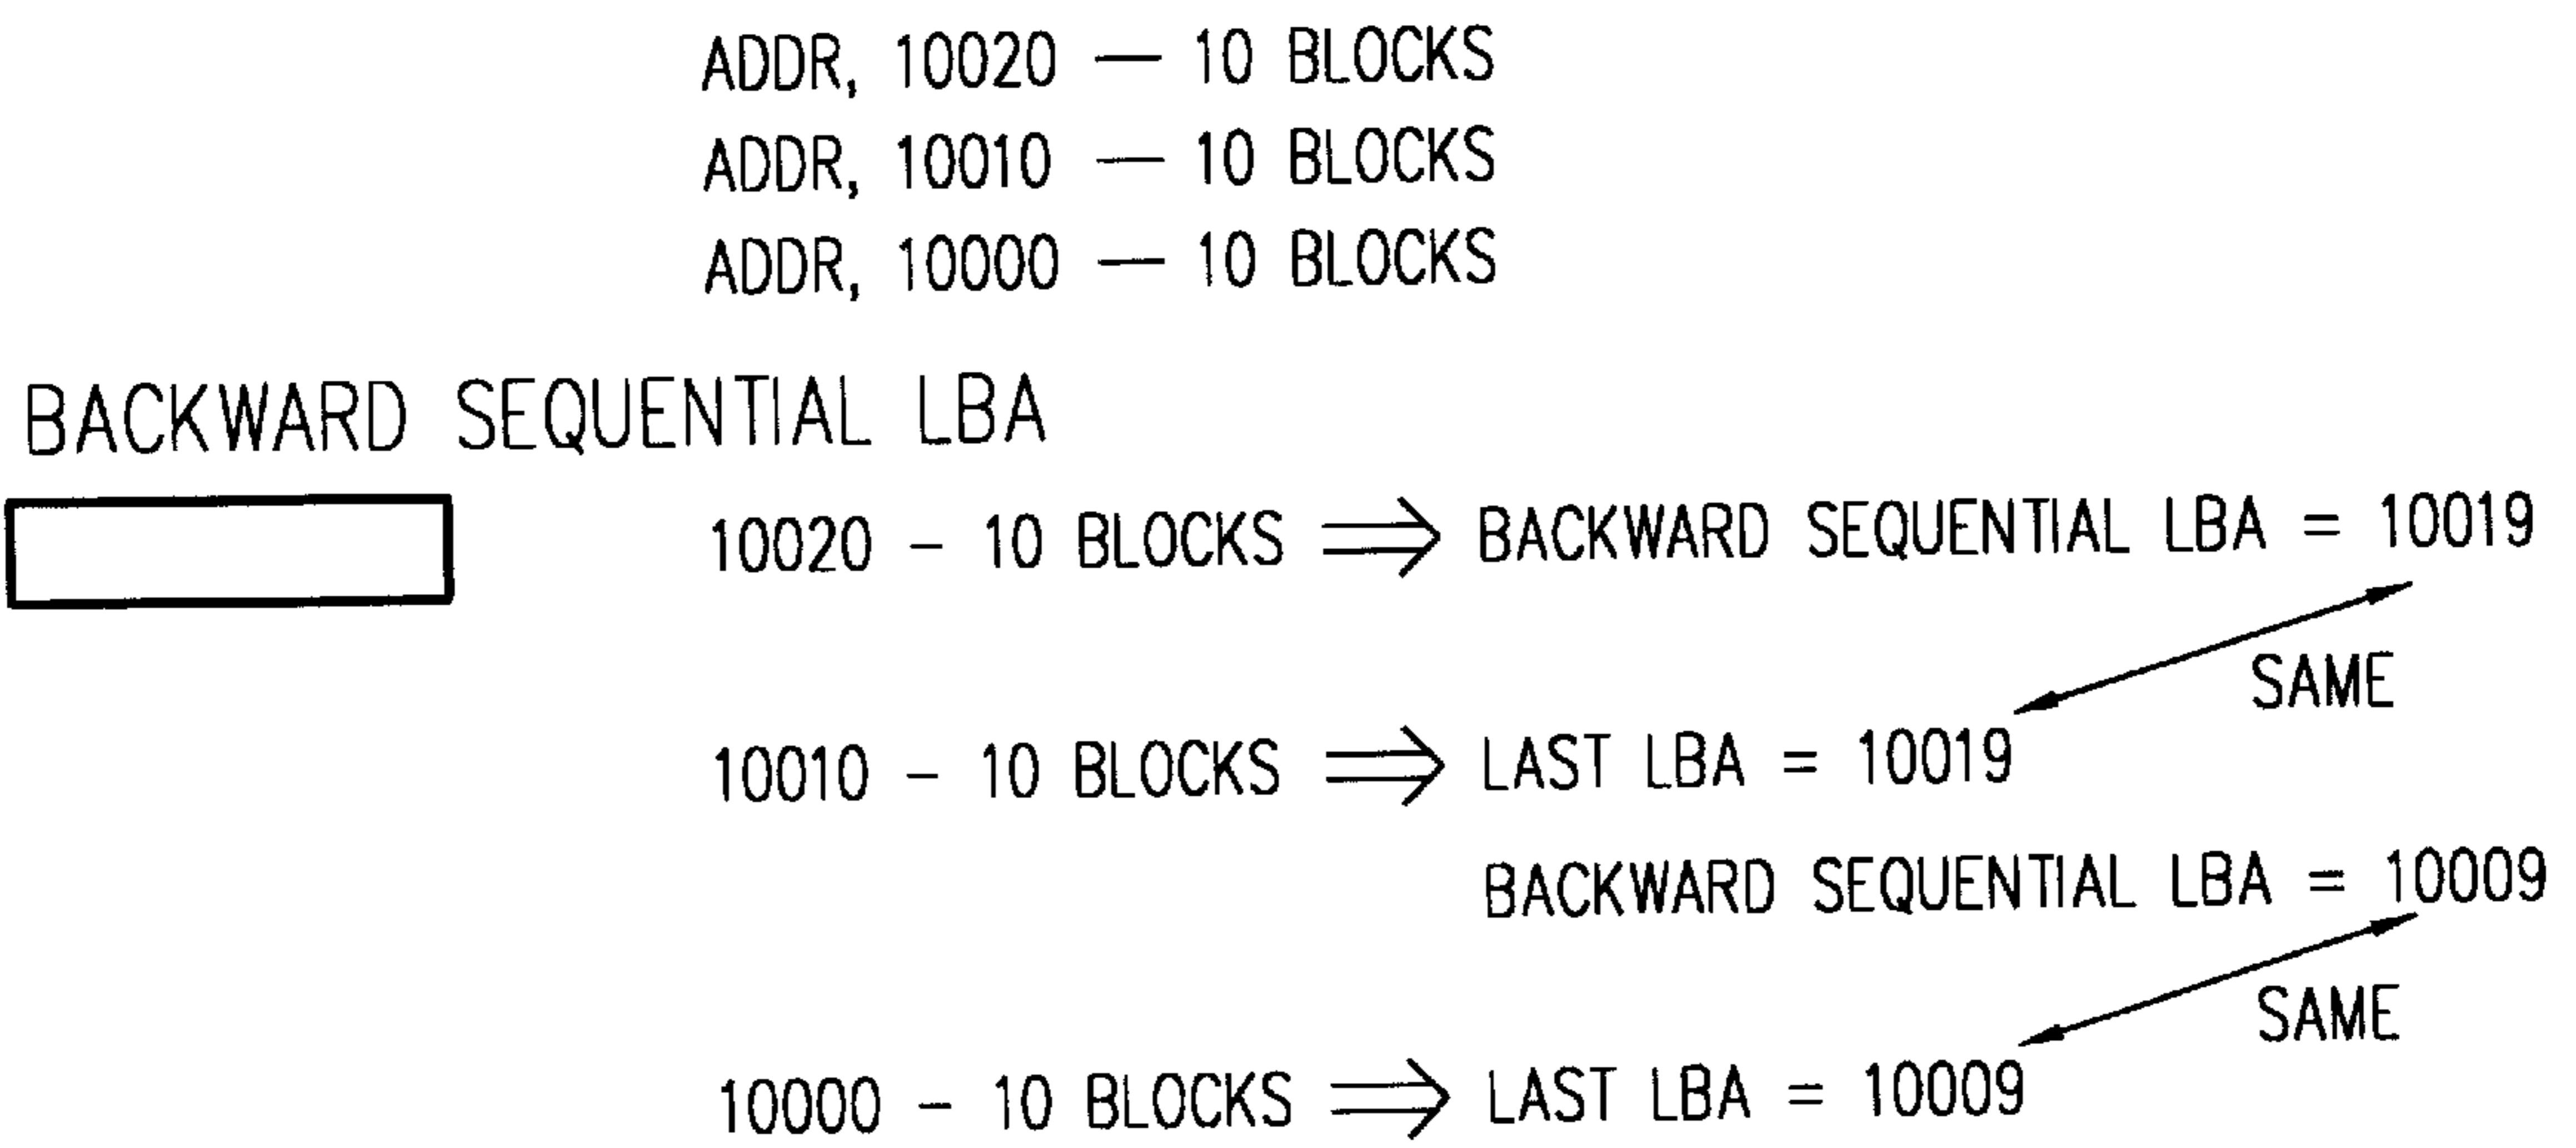 ADDR, 10020 — 10 BLOCKS
ADDR, 10010 — 10 BLOCKS
ADDR, 10000 — 10 BLOCKS
BACKWARD SEQUENTIAL LBA
10020 - 10 BLOCKS ⇒ BACKWARD SEQUENTIAL LBA = 10019
SAME
10010 - 10 BLOCKS ⇒ LAST LBA = 10019
BACKWARD SEQUENTIAL LBA = 10009
SAME
10000 - 10 BLOCKS ⇒ LAST LBA = 10009